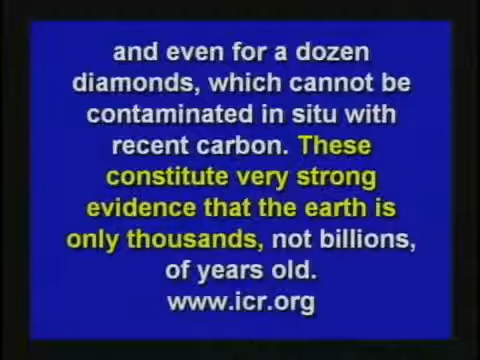 and even for a dozen
diamonds, which cannot be
contaminated in situ with
recent carbon. These
constitute very strong
evidence that the earth is
only thousands, not billions,
of years old.
www.icr.org